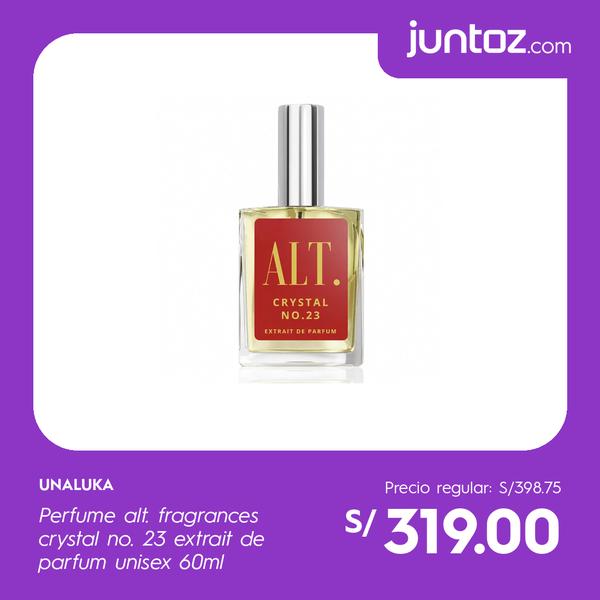 juntoz.com
ALT.
CRYSTAL
NO.23
EXTRAIT DE PARFUM
UNALUKA
Perfume alt. fragrances
crystal no. 23 extrait de
parfum unisex 60ml
Precio regular: S/398.75
S/ 319.00